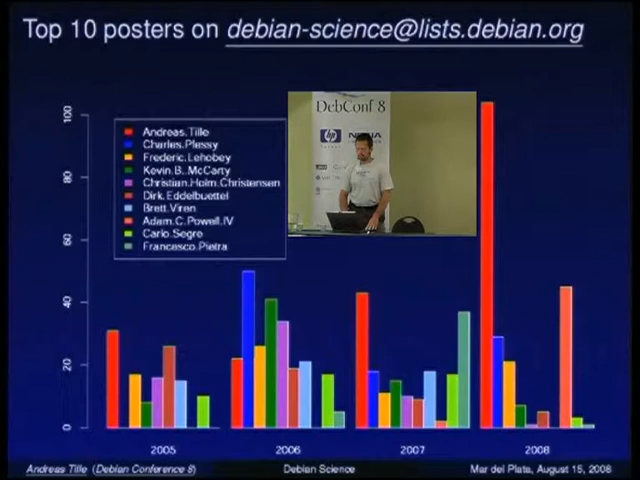 Top 10 posters on debian-science@lists.debian.org
DebConf 8
hp
100
80
60
40
20
0
Andreas.Tille
Charles.Plessy
Frederic.Lehobey
Kevin.B..McCarty
Christian.Holm.Christensen
Dirk.Eddelbuettel
Brett.Viren
Adam.C.Powell.IV
Carlo.Segre
Francesco.Pietra
2005
2006
2007
2008
Andreas Tille (Debian Conference 8)
Debian Science
Mar del Plata, August 15, 2008